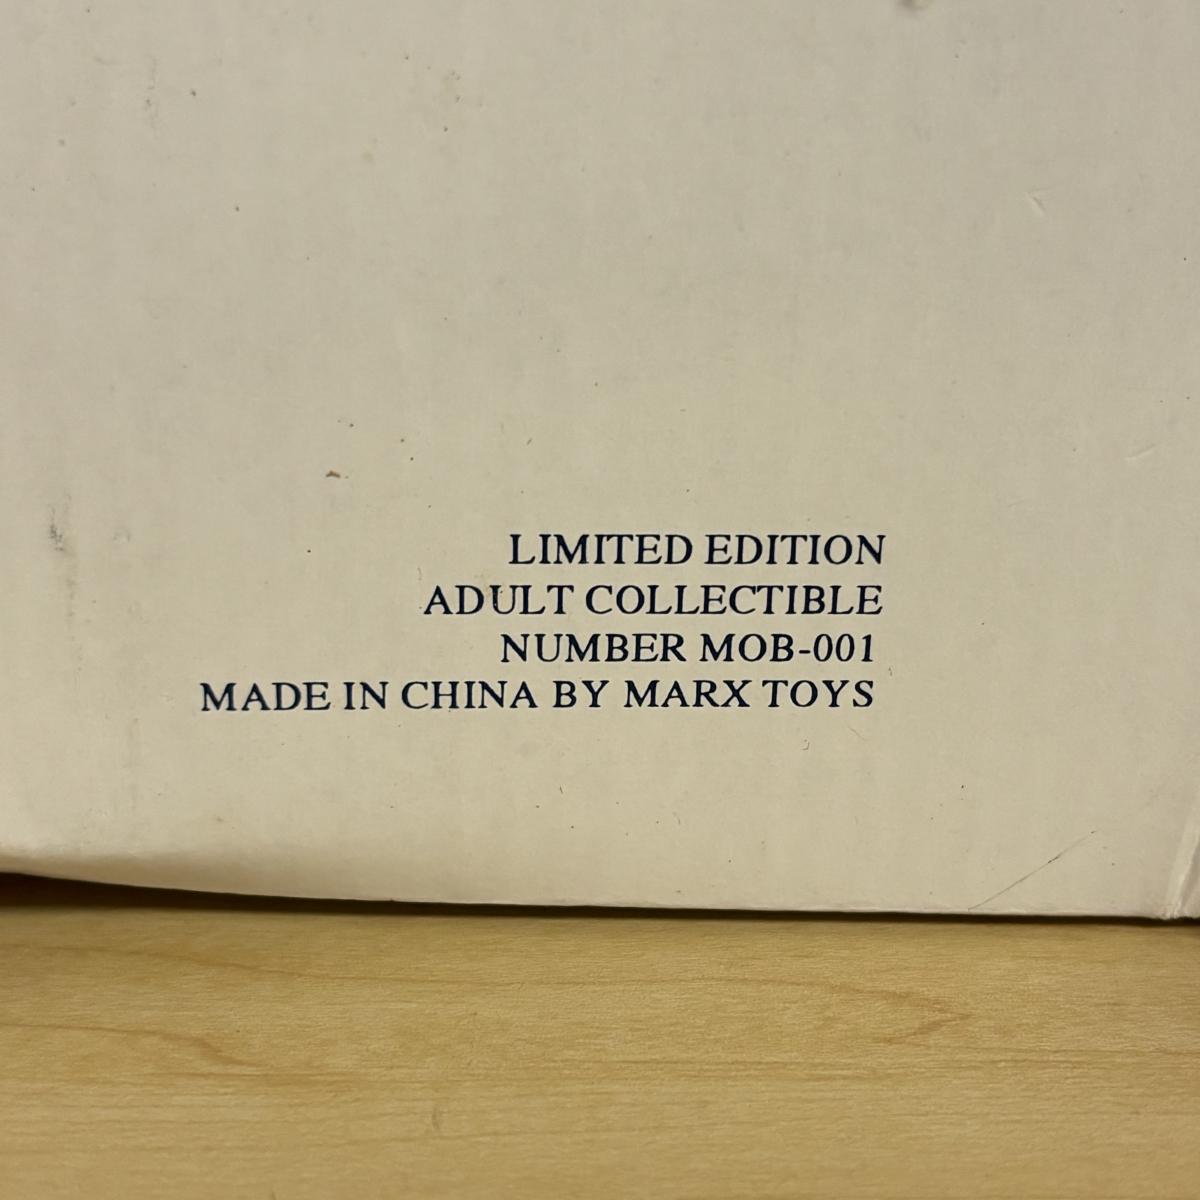 LIMITED EDITION
ADULT COLLECTIBLE
NUMBER MOB-001
MADE IN CHINA BY MARX TOYS